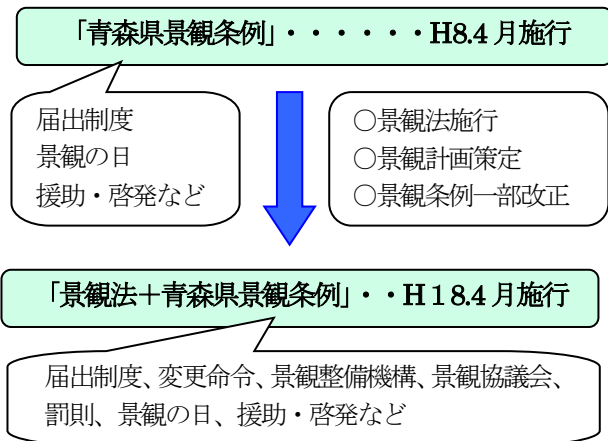 「青森県景観条例」・・・・・・H8.4 月施行
届出制度
景観の日
援助・啓発など
○景観法施行
○景観計画策定
○景観条例一部改正
「景観法＋青森県景観条例」・・H１8.4 月施行
届出制度、変更命令、景観整備機構、景観協議会、
罰則、景観の日、援助・啓発など